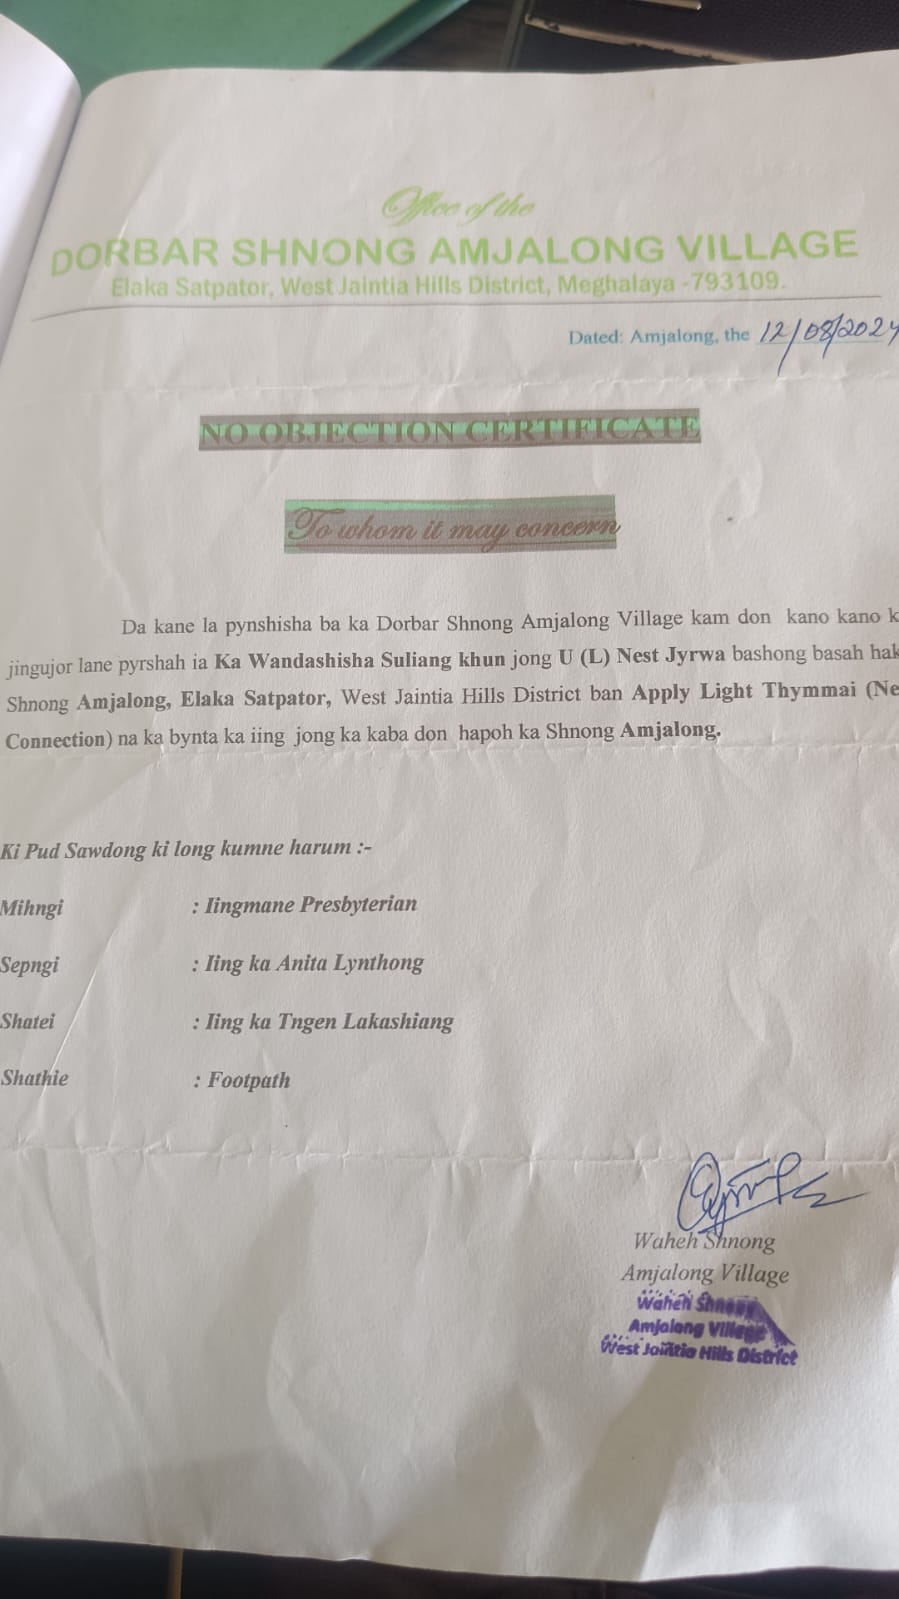 Office of the
DORBAR SHNONG AMJALONG VILLAGE
Elaka Satpator, West Jaintia Hills District, Meghalaya -793109.
Dated: Amjalong, the 12/08/2024
NO OBJECTION CERTIFICATE
To whom it may concern
Da kane la pynshisha ba ka Dorbar Shnong Amjalong Village kam don kano kano k
jingujor lane pyrshah ia Ka Wandashisha Suliang khun jong U (L) Nest Jyrwa bashong basah hak
Shnong Amjalong, Elaka Satpator, West Jaintia Hills District ban Apply Light Thymmai (Ne
Connection) na ka bynta ka iing jong ka kaba don hapoh ka Shnong Amjalong.
Ki Pud Sawdong ki long kumne harum :-
Mihngi : Iingmane Presbyterian
Sepngi : Iing ka Anita Lynthong
Shatei : Iing ka Tngen Lakashiang
Shathie : Footpath
Waheh Shnong
Amjalong Village
Waheh Shnong
Amjalong Village
West Jaintia Hills District